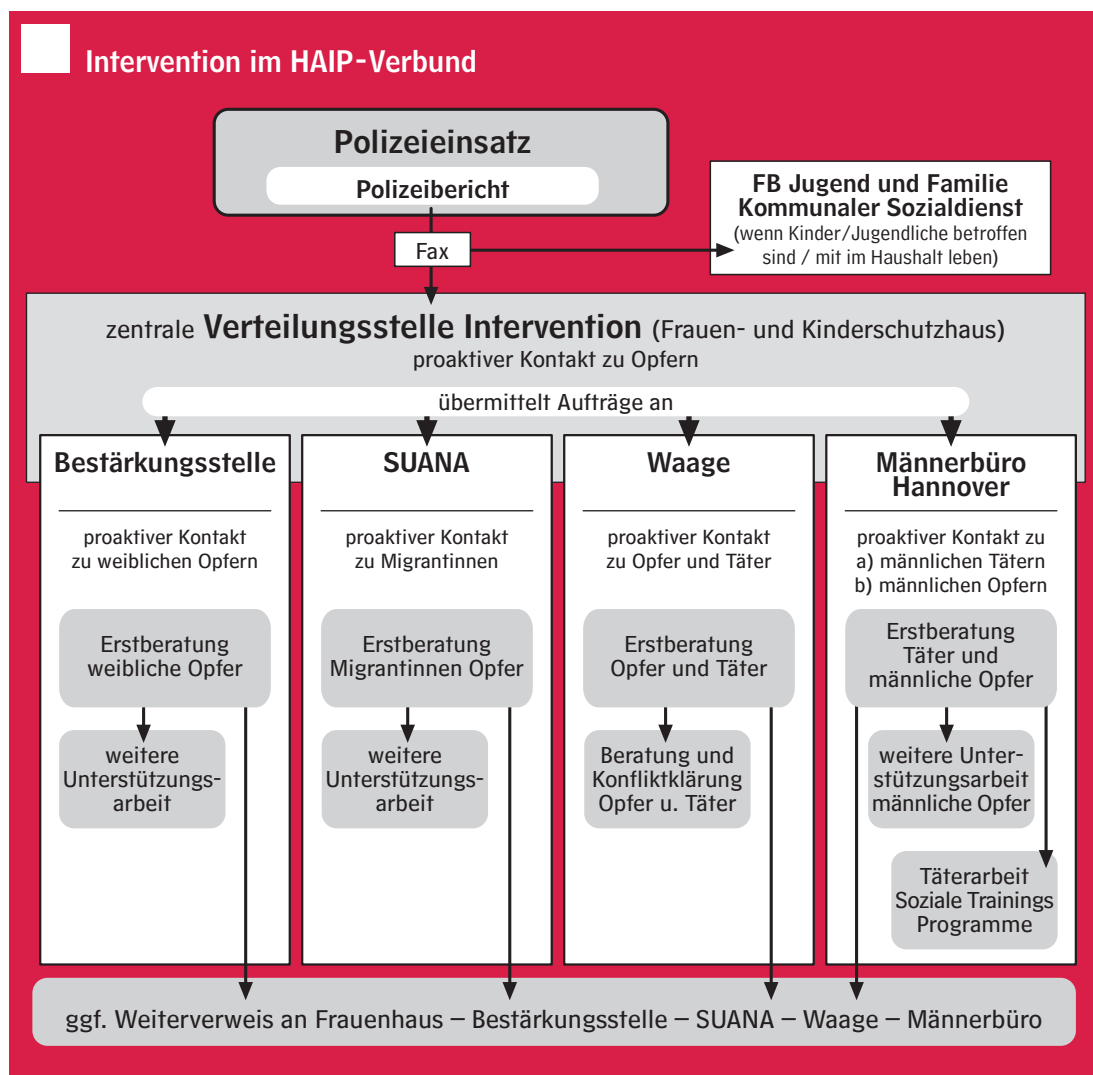 Intervention im HAIP-Verbund
Polizeieinsatz
Polizeibericht
FB Jugend und Familie
Kommunaler Sozialdienst
(wenn Kinder/Jugendliche betroffen
sind / mit im Haushalt leben)
Fax
zentrale Verteilungsstelle Intervention (Frauen- und Kinderschutzhaus)
proaktiver Kontakt zu Opfern
übermittelt Aufträge an
Bestärkungsstelle
proaktiver Kontakt
zu weiblichen Opfern
Erstberatung
weibliche Opfer
weitere
Unterstützungs-
arbeit
SUANA
proaktiver Kontakt
zu Migrantinnen
Erstberatung
Migrantinnen Opfer
weitere
Unterstützungs-
arbeit
Waage
proaktiver Kontakt
zu Opfer und Täter
Erstberatung
Opfer und Täter
Beratung und
Konfliktklärung
Opfer u. Täter
Männerbüro
Hannover
proaktiver Kontakt zu
a) männlichen Tätern
b) männlichen Opfern
Erstberatung
Täter und
männliche Opfer
weitere Unter-
stützungsarbeit
männliche Opfer
Täterarbeit
Soziale Trainings
Programme
ggf. Weiterverweis an Frauenhaus – Bestärkungsstelle – SUANA – Waage – Männerbüro